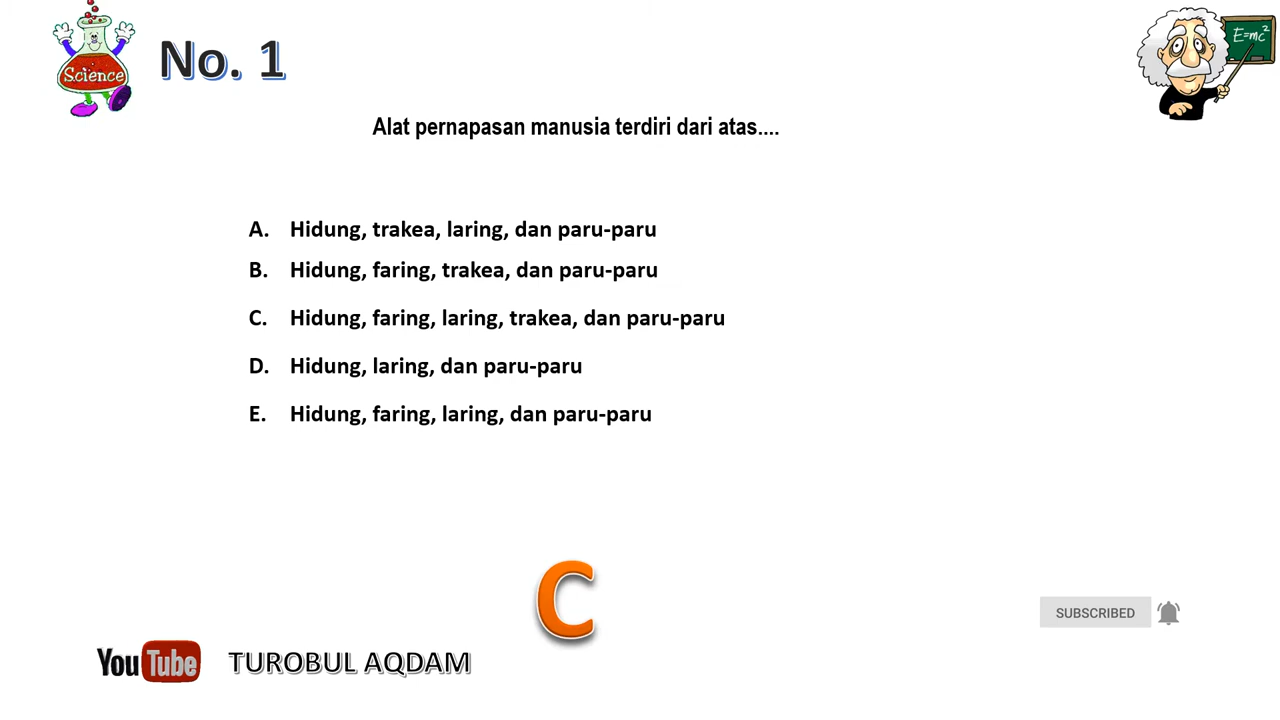 Science
No. 1
E=mc²
Alat pernapasan manusia terdiri dari atas....
A. Hidung, trakea, laring, dan paru-paru
B. Hidung, faring, trakea, dan paru-paru
C. Hidung, faring, laring, trakea, dan paru-paru
D. Hidung, laring, dan paru-paru
E. Hidung, faring, laring, dan paru-paru
C
SUBSCRIBED
YouTube TUROBUL AQDAM